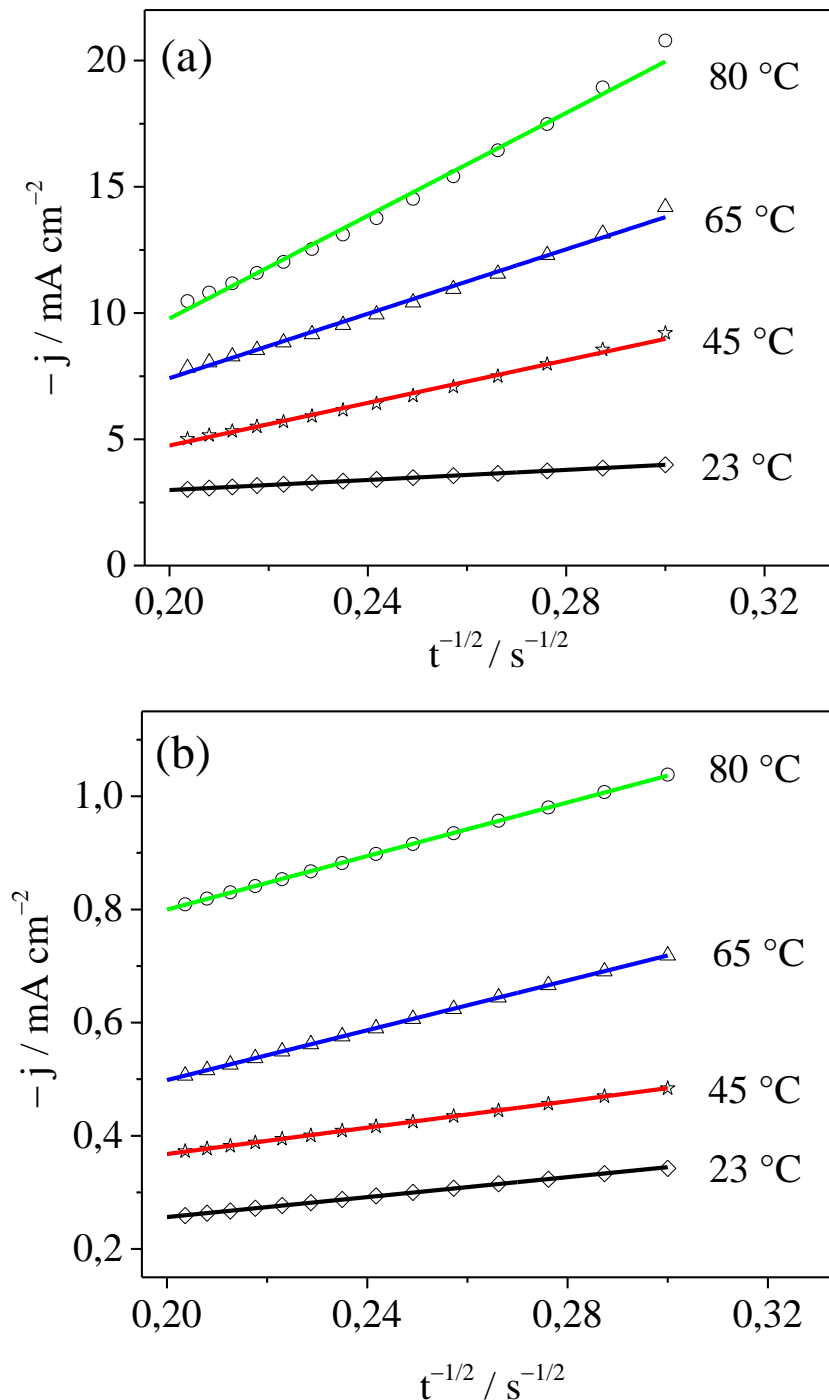 (a)
20
15
10
5
0
80 °C
65 °C
45 °C
23 °C
– j / mA cm⁻²
0,20
0,24
0,28
0,32
t⁻¹/² / s⁻¹/²
(b)
1,0
0,8
0,6
0,4
0,2
80 °C
65 °C
45 °C
23 °C
– j / mA cm⁻²
0,20
0,24
0,28
0,32
t⁻¹/² / s⁻¹/²